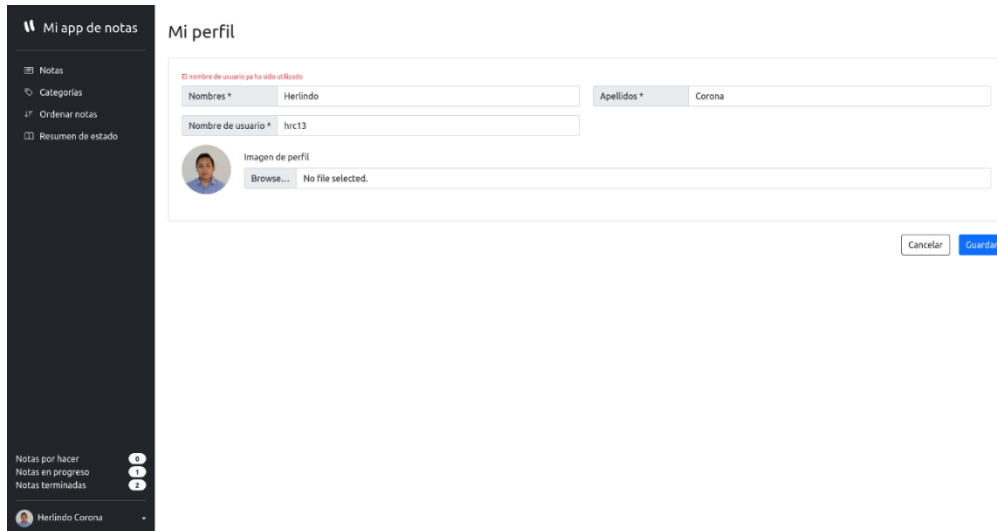 Mi app de notas
Notas
Categorías
Ordenar notas
Resumen de estado
Notas por hacer 0
Notas en progreso 1
Notas terminadas 2
Herlindo Corona
Mi perfil
El nombre de usuario ya ha sido utilizado
Nombres * Herlindo Apellidos * Corona
Nombre de usuario * hrc13
Imagen de perfil
Browse... No file selected.
Cancelar Guardar